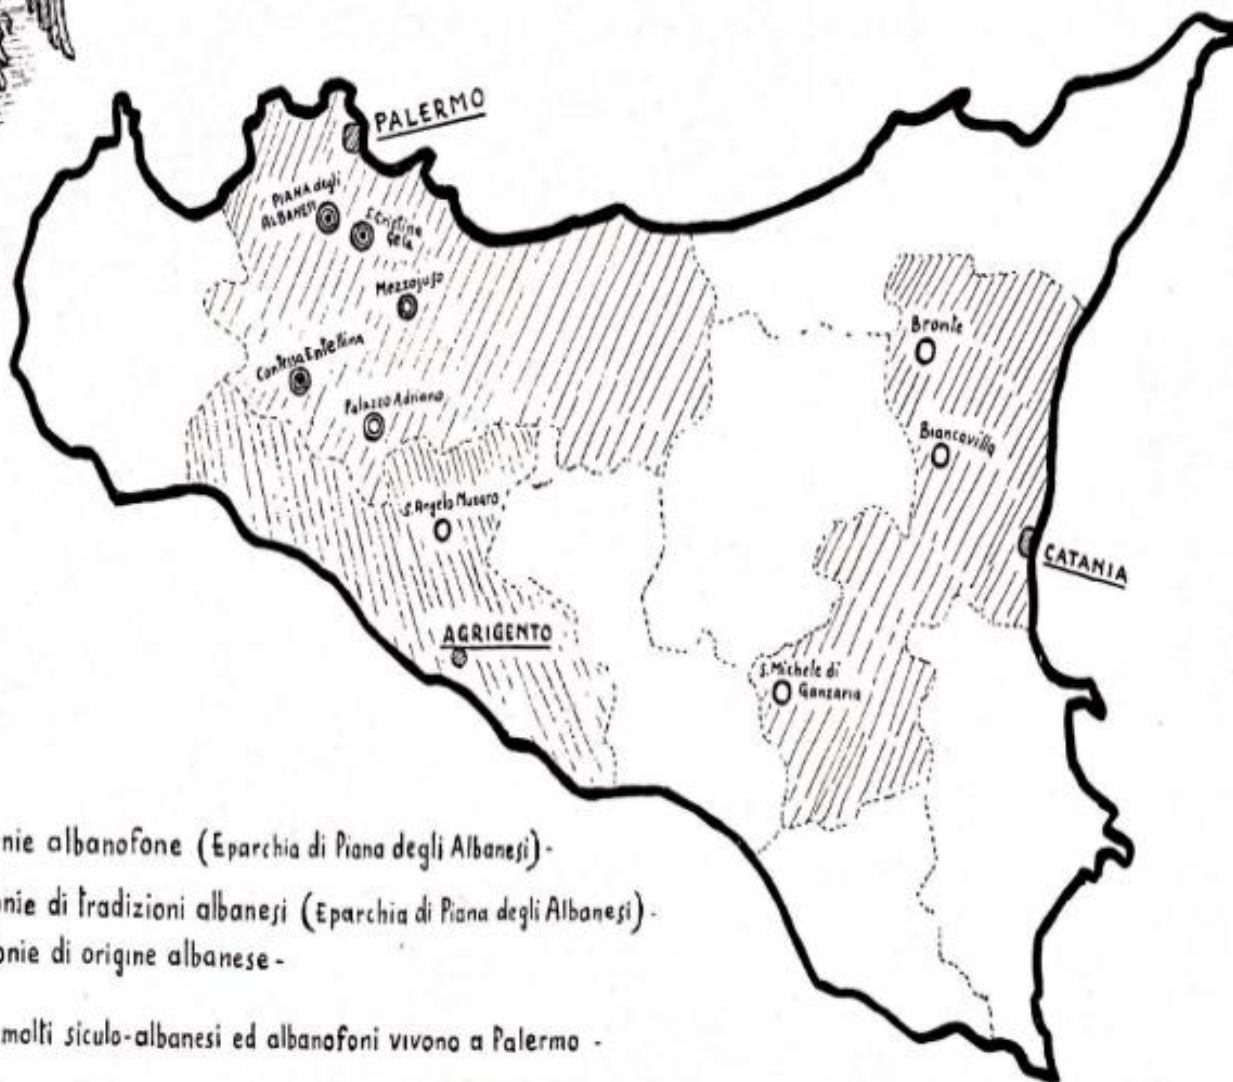 PALERMO
PIANA degli
ALBANESI
S. Cristina
Gela
Mezzojuso
Contessa Entellina
Palazzo Adriano
Bronte
Biancavilla
S. Angelo Muxaro
CATANIA
AGRIGENTO
S. Michele di
Ganzaria
nie albanofone (Eparchia di Piana degli Albanesi) -
nie di tradizioni albanesi (Eparchia di Piana degli Albanesi) -
onie di origine albanese -
molti siculo-albanesi ed albanofoni vivono a Palermo -